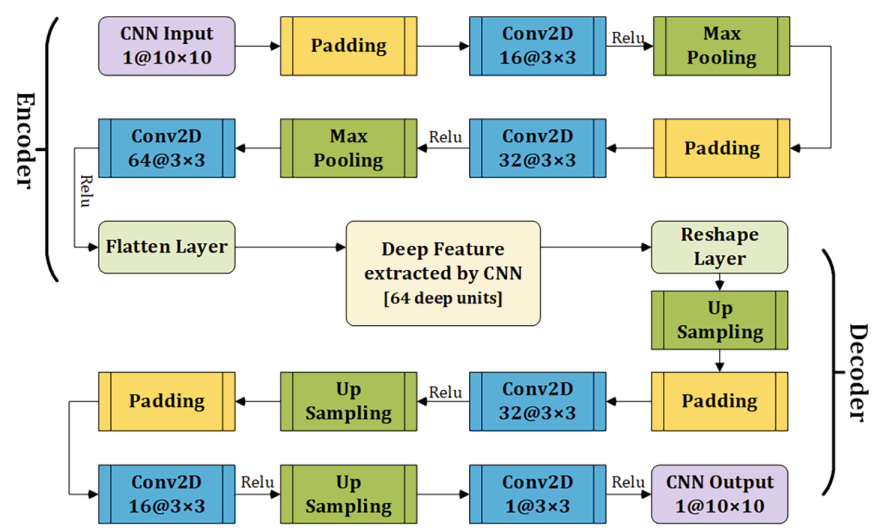 Encoder
CNN Input
1@10×10
Padding
Conv2D
16@3×3
Relu
Max
Pooling
Padding
Conv2D
32@3×3
Relu
Max
Pooling
Conv2D
64@3×3
Relu
Flatten Layer
Deep Feature
extracted by CNN
[64 deep units]
Reshape
Layer
Decoder
Up
Sampling
Padding
Conv2D
32@3×3
Relu
Up
Sampling
Padding
Conv2D
16@3×3
Relu
Up
Sampling
Conv2D
1@3×3
Relu
CNN Output
1@10×10